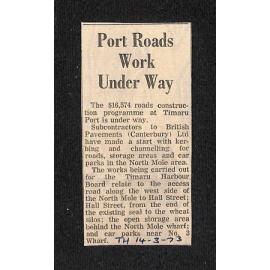 Port Roads
Work
Under Way
The $16,574 roads construc-
tion programme at Timaru
Port is under way.
Subcontractors to British
Pavements (Canterbury) Ltd
have made a start with ker-
bing and channelling for
roads, storage areas and car
parks in the North Mole area.
The works being carried out
for the Timaru Harbour
Board relate to the access
road along the west side of
the North Mole to Hall Street;
Hall Street, from the end of
the existing seal to the wheat
silos; the open storage area
behind the North Mole wharf;
and car parks near No. 3
Wharf. TH 14-3-73